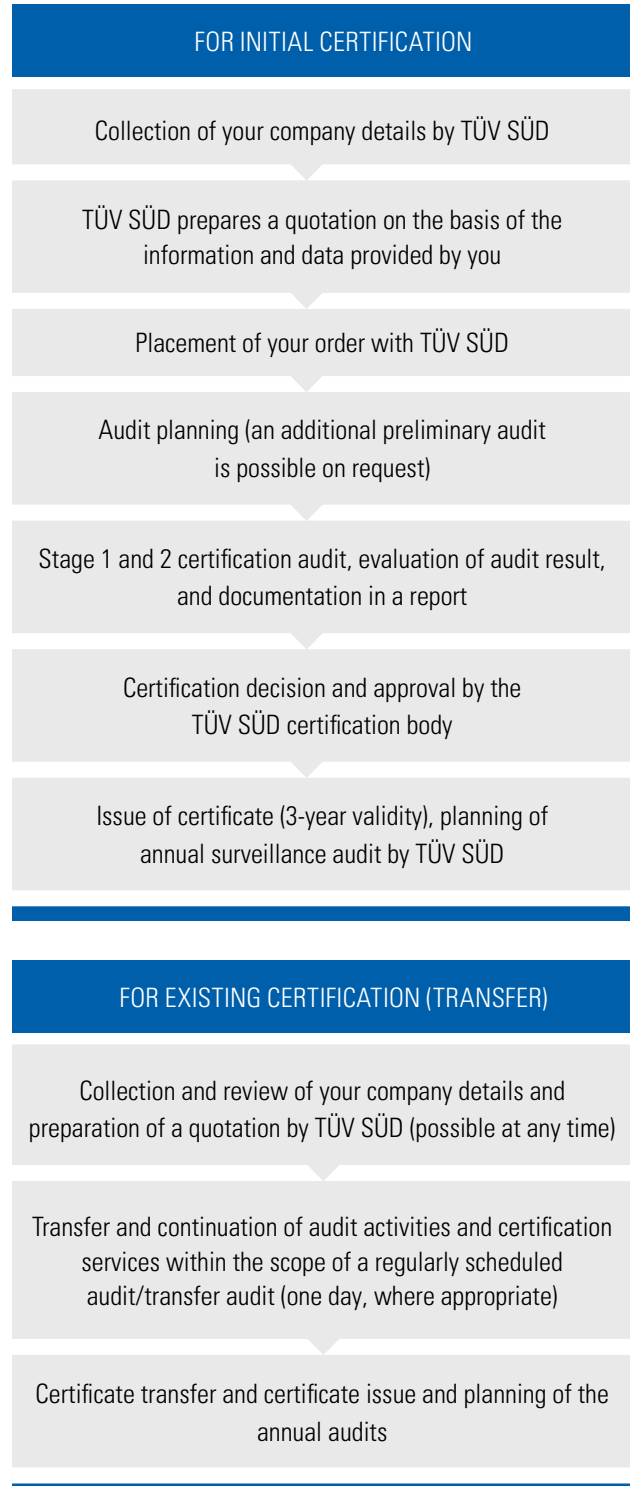 FOR INITIAL CERTIFICATION
Collection of your company details by TÜV SÜD
TÜV SÜD prepares a quotation on the basis of the
information and data provided by you
Placement of your order with TÜV SÜD
Audit planning (an additional preliminary audit
is possible on request)
Stage 1 and 2 certification audit, evaluation of audit result,
and documentation in a report
Certification decision and approval by the
TÜV SÜD certification body
Issue of certificate (3-year validity), planning of
annual surveillance audit by TÜV SÜD
FOR EXISTING CERTIFICATION (TRANSFER)
Collection and review of your company details and
preparation of a quotation by TÜV SÜD (possible at any time)
Transfer and continuation of audit activities and certification
services within the scope of a regularly scheduled
audit/transfer audit (one day, where appropriate)
Certificate transfer and certificate issue and planning of the
annual audits